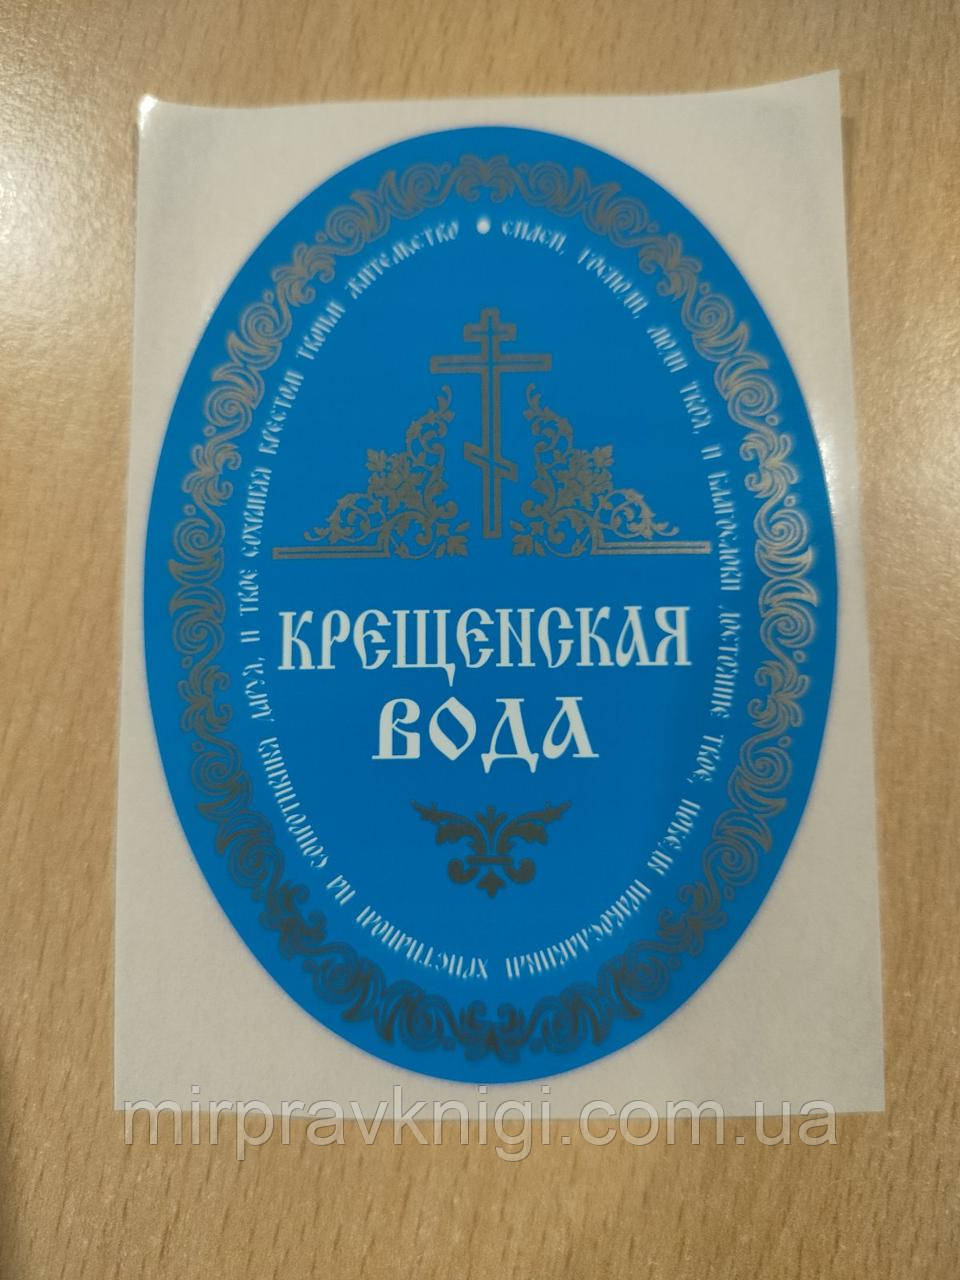 • спаси, господи, люди твоя, и благослови достояние твое, победы православным христианом на сопротивныя даруя, и твое сохраняя крестом твоим жительство
КРЕЩЕНСКАЯ
ВОДА
mirpravknigi.com.ua